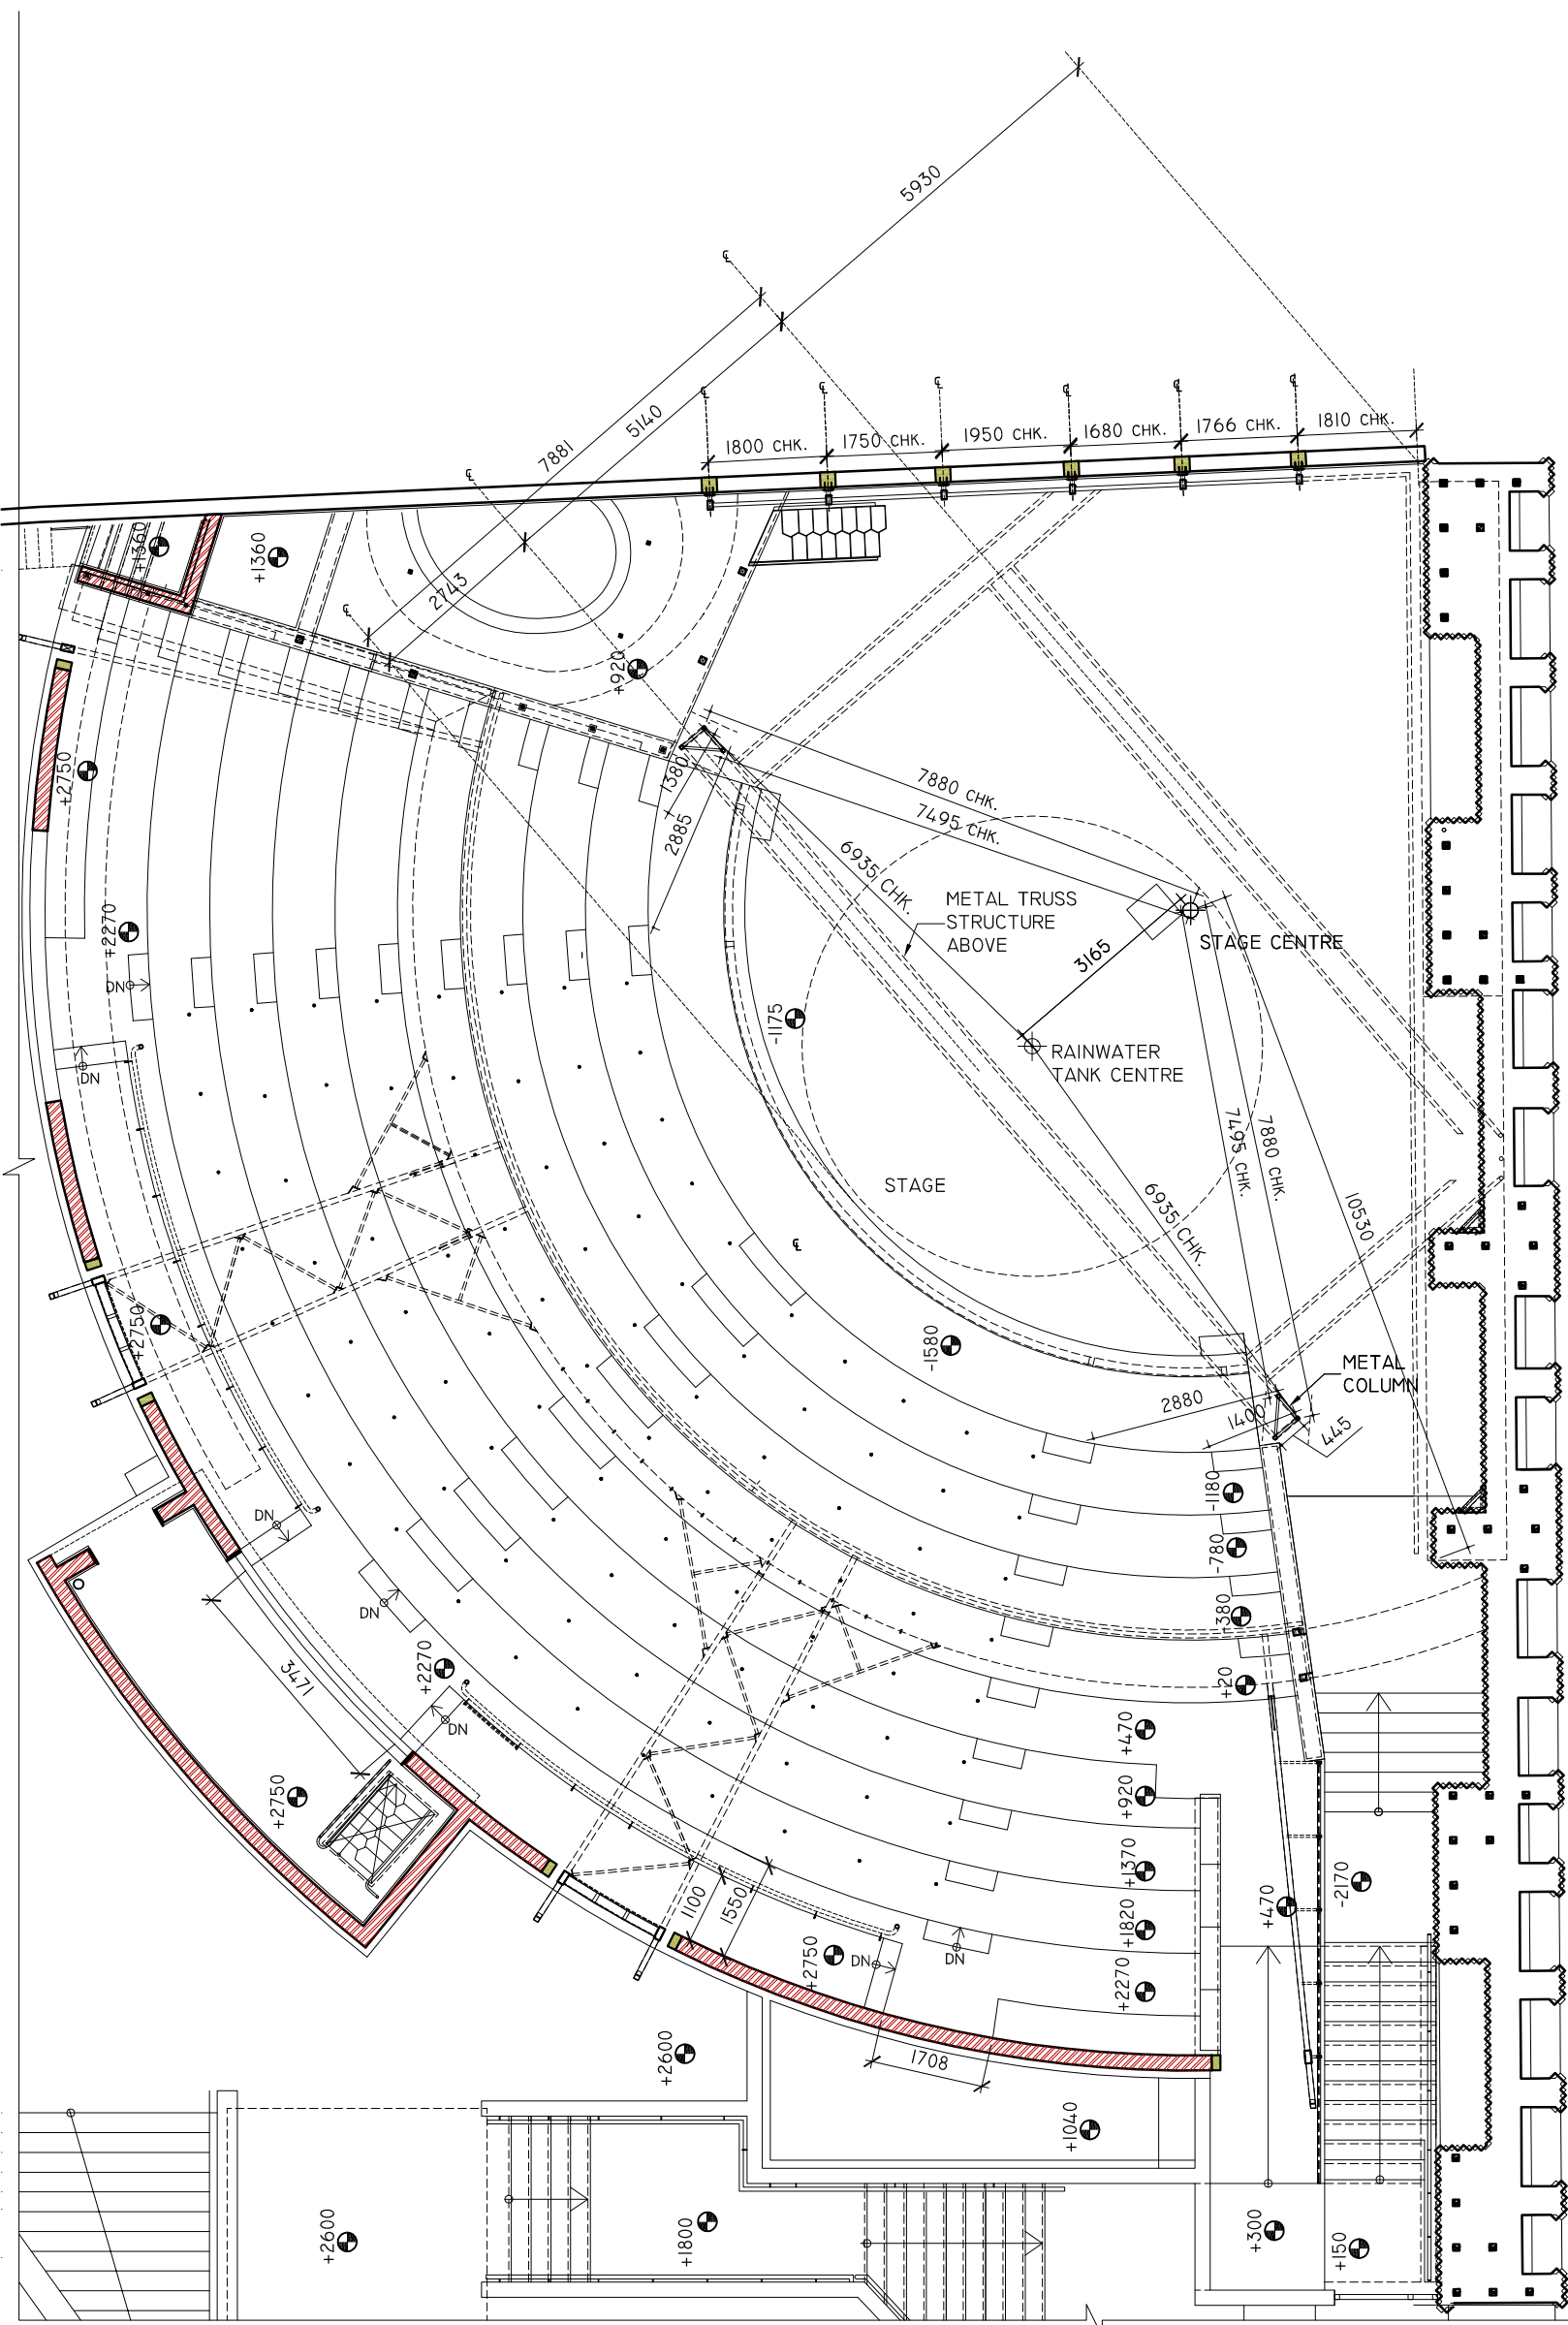 5930
℄
7881
5140
℄
2743
℄
℄
℄
℄
℄
℄
℄
1800 CHK.
1750 CHK.
1950 CHK.
1680 CHK.
1766 CHK.
1810 CHK.
+1360
+1360
+920
+2750
1380
2885
7880 CHK.
7495 CHK.
6935 CHK.
METAL TRUSS
STRUCTURE
ABOVE
STAGE CENTRE
3165
+2270
DN
-1175
RAINWATER
TANK CENTRE
DN
7495 CHK.
7880 CHK.
6935 CHK.
10530
STAGE
℄
+2750
-1580
METAL
COLUMN
2880
1400
445
-1180
-780
-380
+20
DN
DN
3471
+2270
DN
+2750
+470
+920
+1370
+1820
+2270
+470
-2170
1100
1550
+2750
DN
DN
1708
+2600
+1040
+2600
+1800
+300
+150